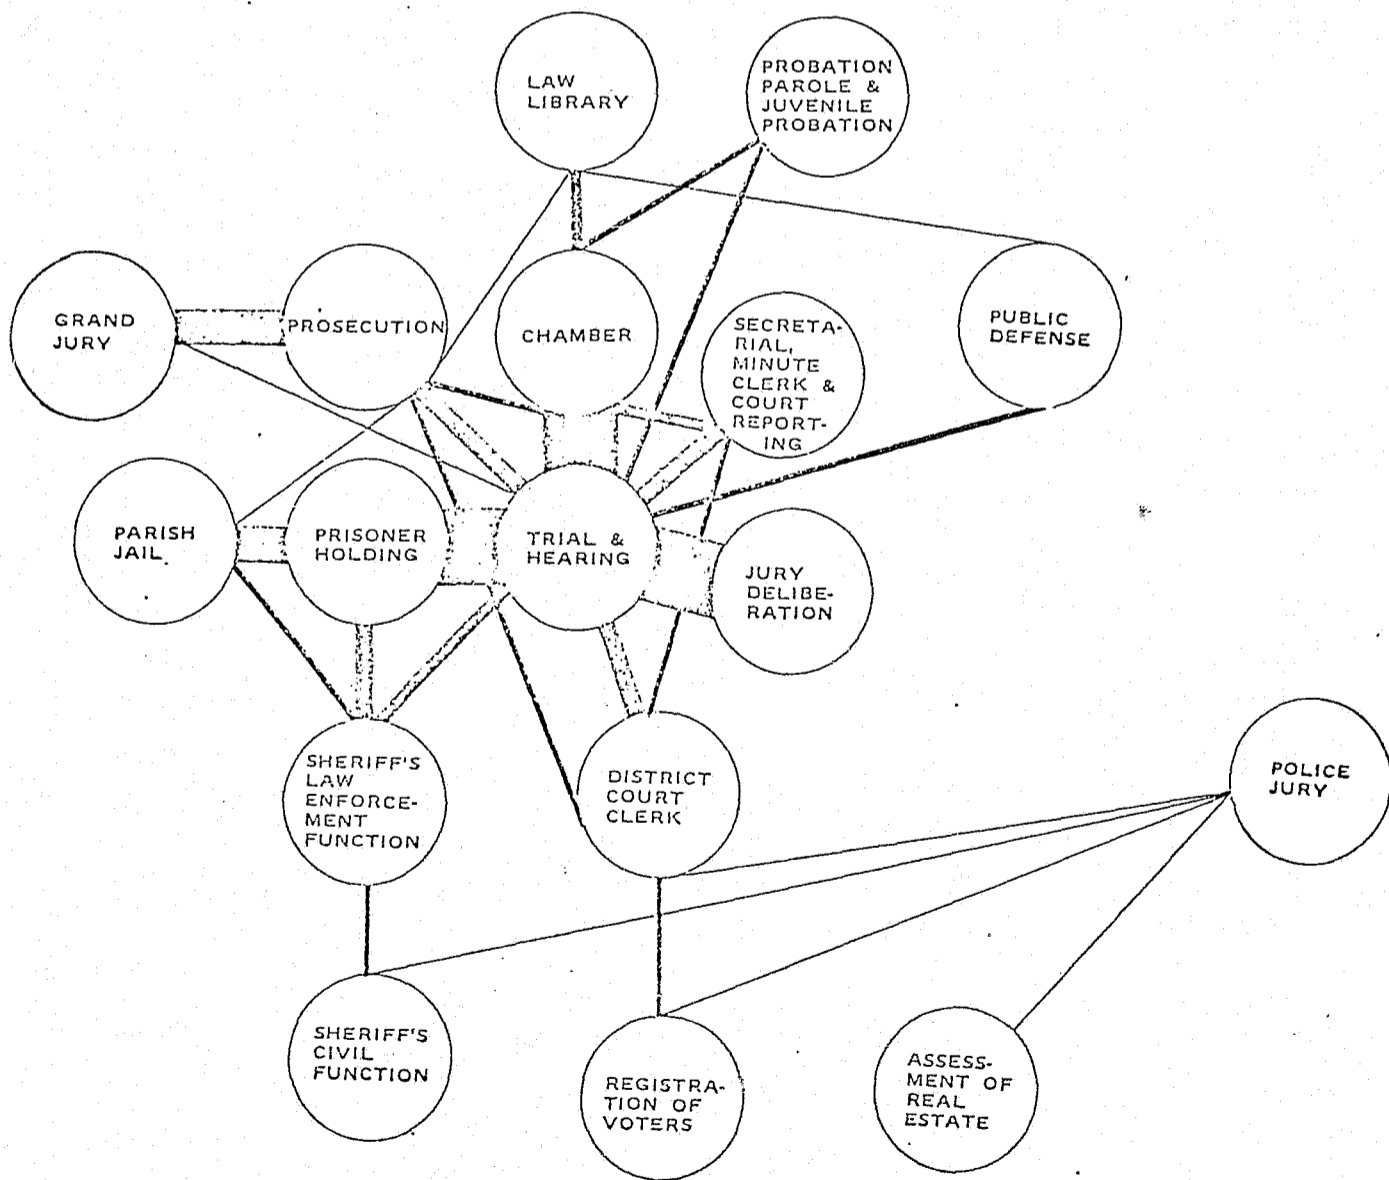 LAW
LIBRARY
PROBATION
PAROLE &
JUVENILE
PROBATION
GRAND
JURY
PROSECUTION
CHAMBER
SECRETA-
RIAL,
MINUTE
CLERK &
COURT
REPORT-
ING
PUBLIC
DEFENSE
PARISH
JAIL
PRISONER
HOLDING
TRIAL &
HEARING
JURY
DELIBE-
RATION
SHERIFF'S
LAW
ENFORCE-
MENT
FUNCTION
DISTRICT
COURT
CLERK
POLICE
JURY
SHERIFF'S
CIVIL
FUNCTION
REGISTRA-
TION OF
VOTERS
ASSESS-
MENT OF
REAL
ESTATE